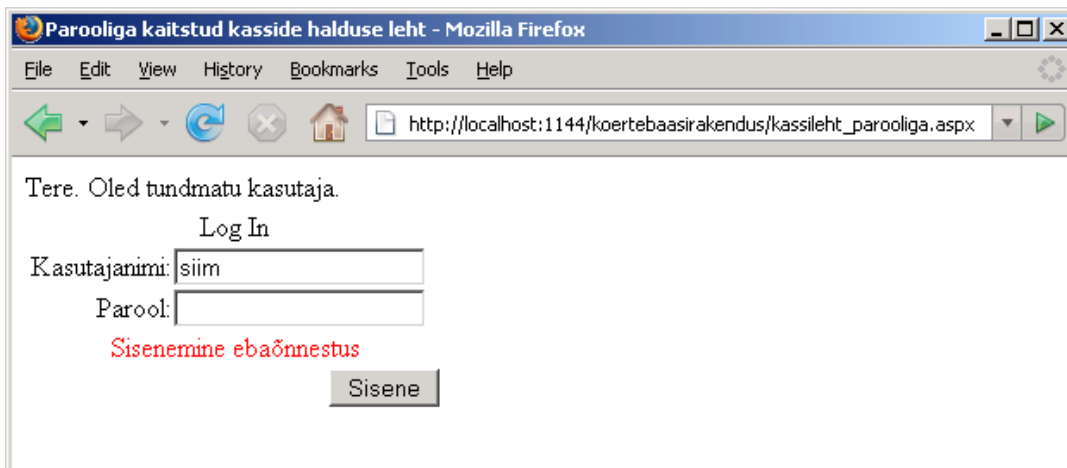 Parooliga kaitstud kasside halduse leht - Mozilla Firefox
File Edit View History Bookmarks Tools Help
http://localhost:1144/koertebaasirakendus/kassileht_parooliga.aspx
Tere. Oled tundmatu kasutaja.
Log In
Kasutajanimi: siim
Parool:
Sisenemine ebaõnnestus
Sisene